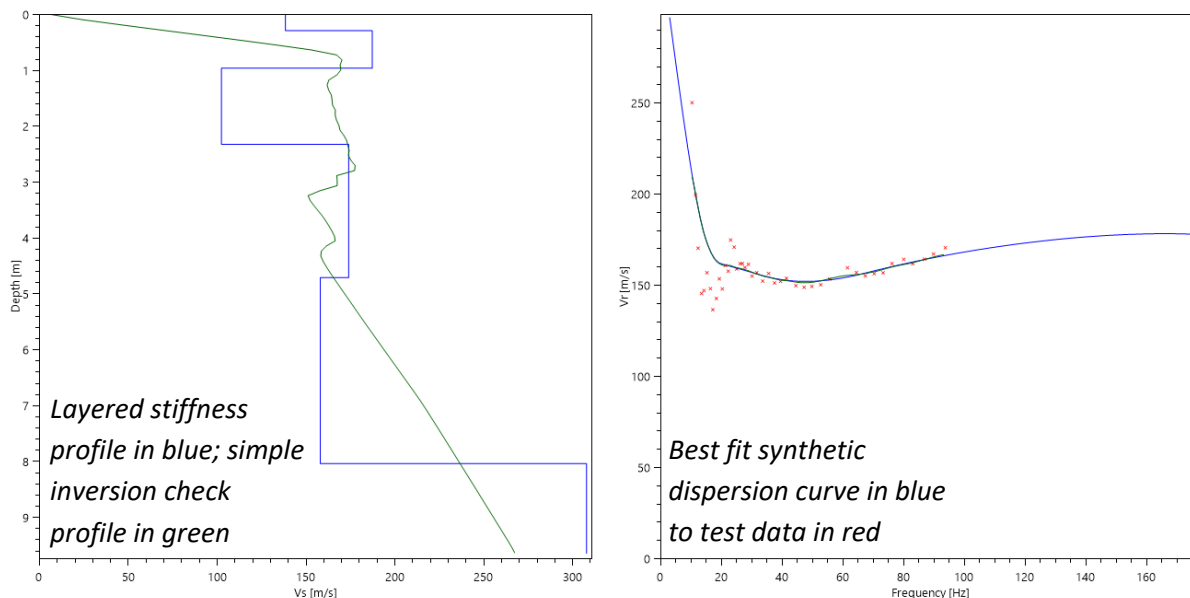 0
1
2
3
4
5
6
7
8
9
Depth [m]
0
50
100
150
200
250
300
Vs [m/s]
Layered stiffness
profile in blue; simple
inversion check
profile in green
250
200
150
100
50
0
Vr [m/s]
0
20
40
60
80
100
120
140
160
Frequency [Hz]
Best fit synthetic
dispersion curve in blue
to test data in red